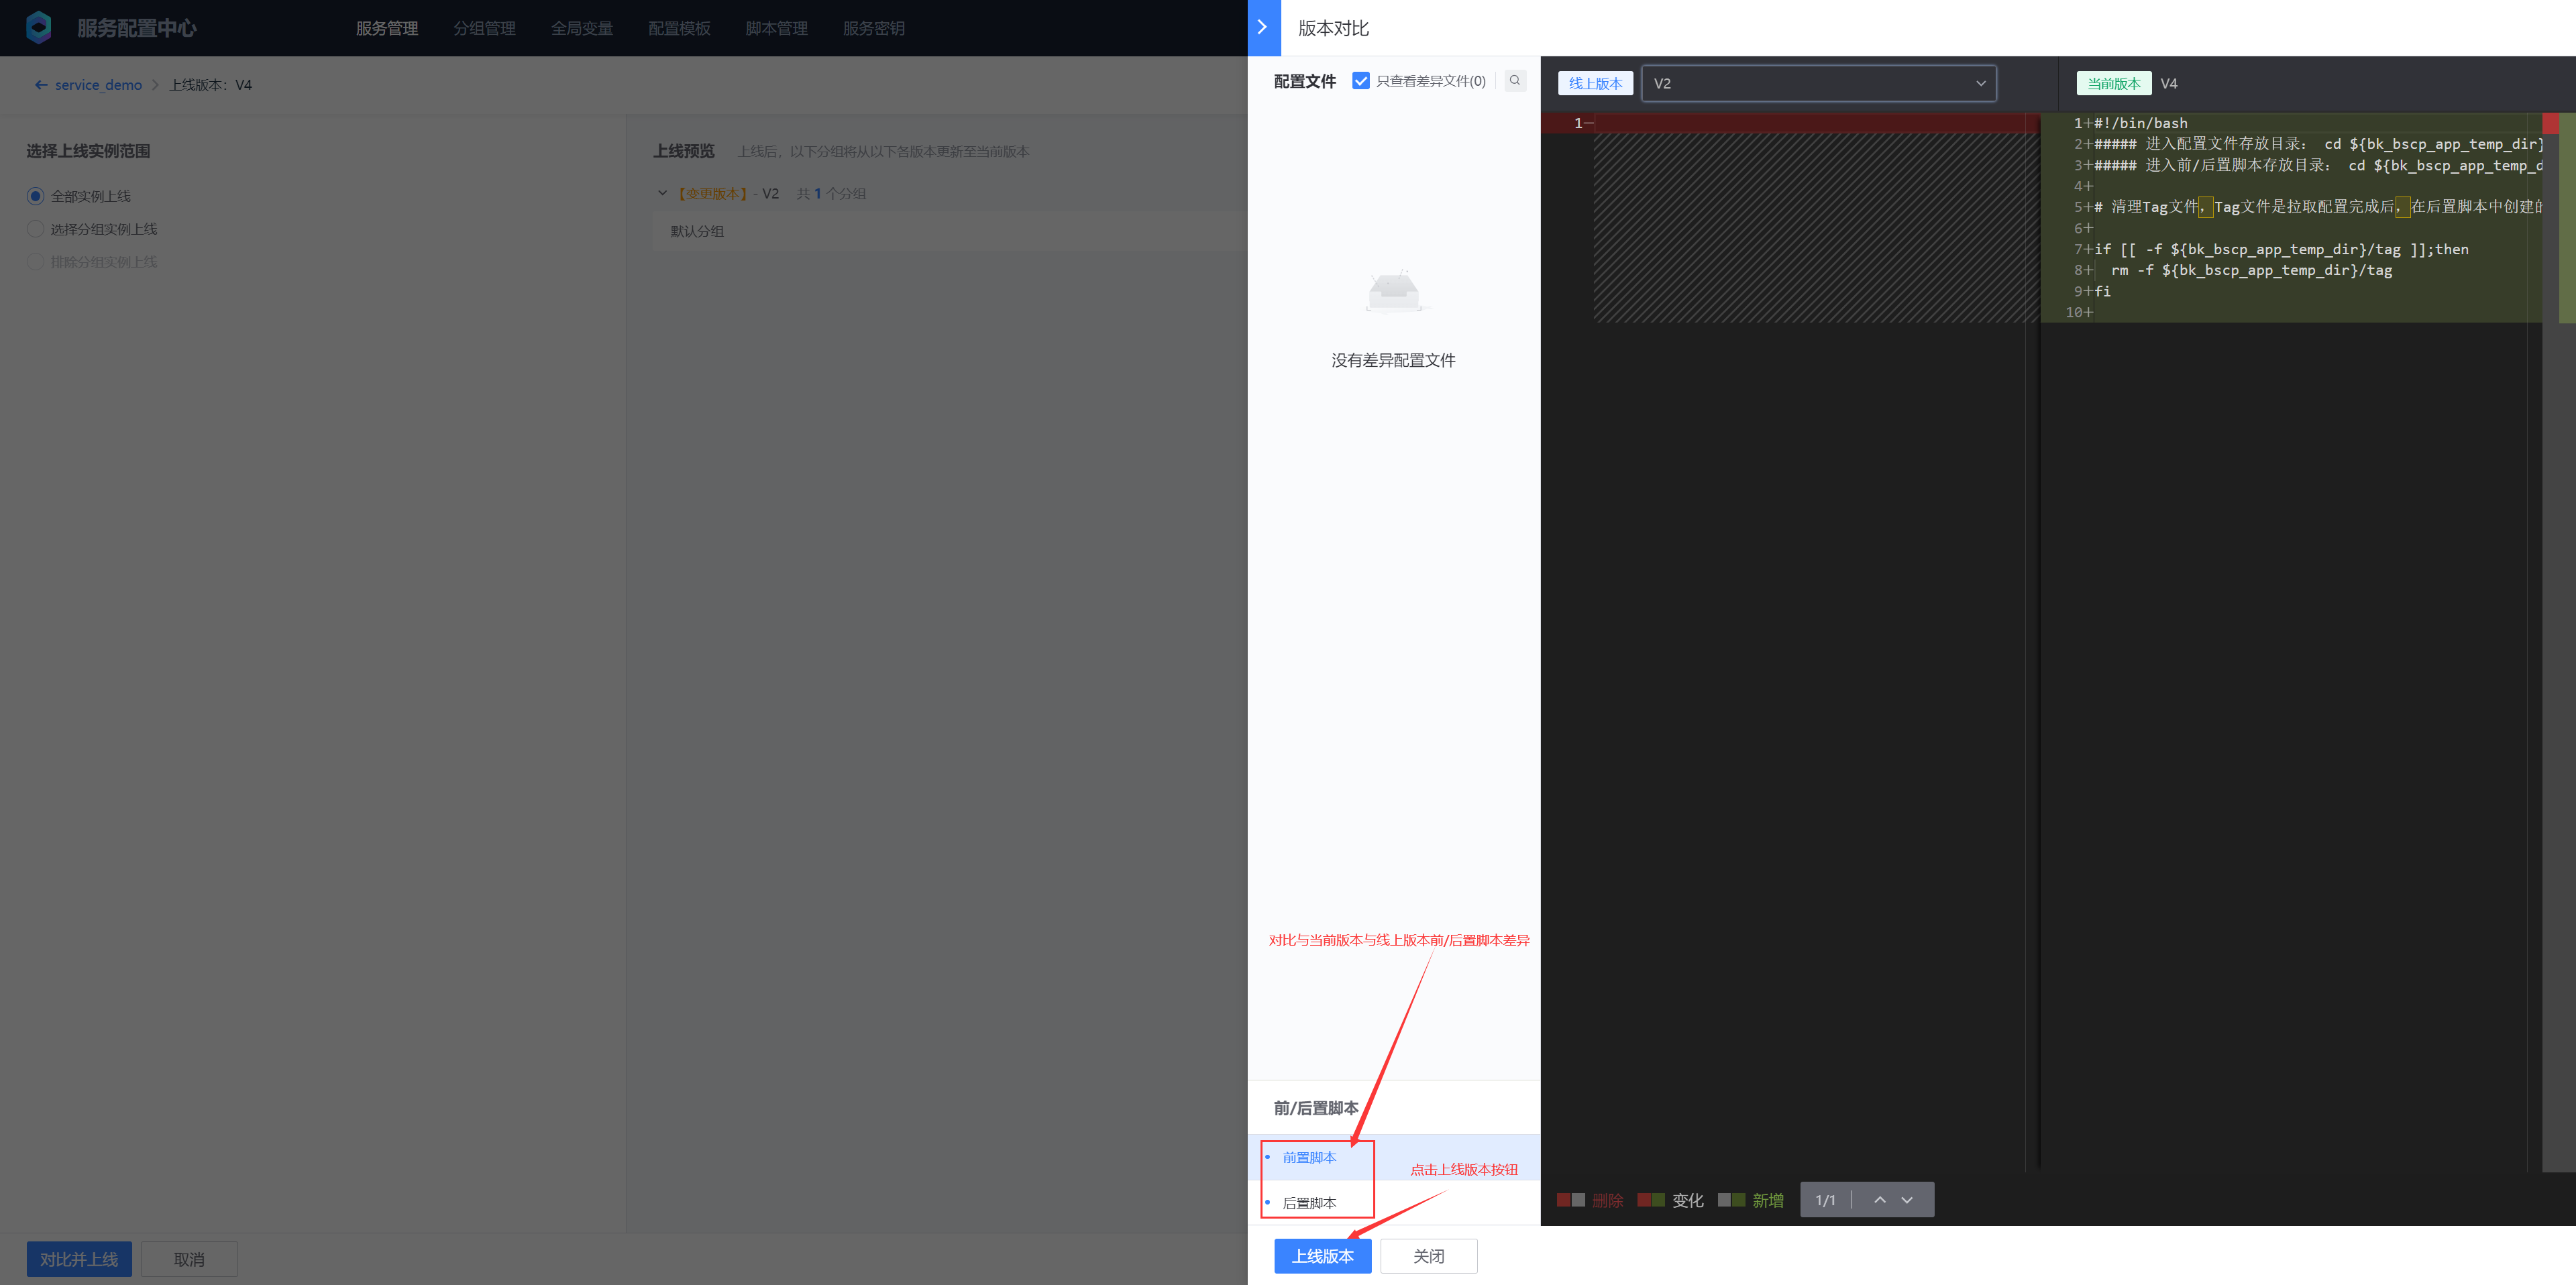 服务配置中心
服务管理
分组管理
全局变量
配置模板
脚本管理
服务密钥
service_demo
上线版本：V4
选择上线实例范围
全部实例上线
选择分组实例上线
排除分组实例上线
上线预览 上线后，以下分组将从以下各版本更新至当前版本
【变更版本】- V2 共 1 个分组
默认分组
对比并上线
取消
版本对比
配置文件
只查看差异文件(0)
没有差异配置文件
对比与当前版本与线上版本前/后置脚本差异
前/后置脚本
前置脚本
后置脚本
点击上线版本按钮
上线版本
关闭
线上版本
V2
当前版本
V4
1—
1+#!/bin/bash
2+##### 进入配置文件存放目录： cd ${bk_bscp_app_temp_dir}
3+##### 进入前/后置脚本存放目录： cd ${bk_bscp_app_temp_d
4+
5+# 清理Tag文件，Tag文件是拉取配置完成后，在后置脚本中创建的
6+
7+if [[ -f ${bk_bscp_app_temp_dir}/tag ]];then
8+  rm -f ${bk_bscp_app_temp_dir}/tag
9+fi
10+
删除
变化
新增
1/1